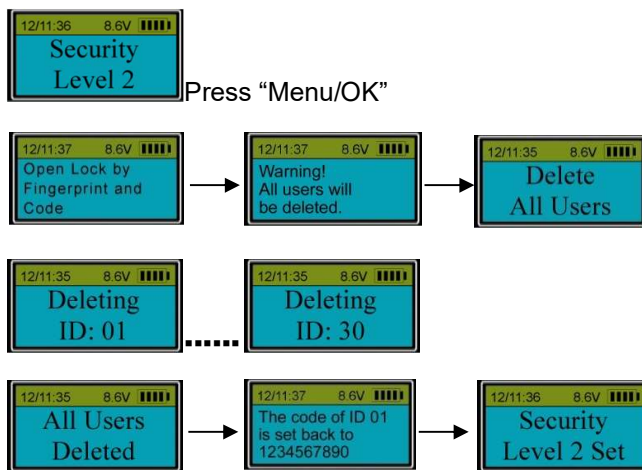 12/11:36 8.6V
Security
Level 2
Press “Menu/OK”
12/11:37 8.6V
Open Lock by
Fingerprint and
Code
12/11:37 8.6V
Warning!
All users will
be deleted.
12/11:35 8.6V
Delete
All Users
12/11:35 8.6V
Deleting
ID: 01
......
12/11:35 8.6V
Deleting
ID: 30
12/11:35 8.6V
All Users
Deleted
12/11:37 8.6V
The code of ID 01
is set back to
1234567890
12/11:36 8.6V
Security
Level 2 Set